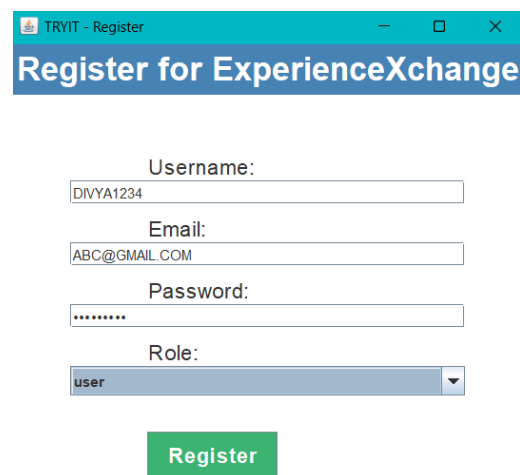 TRYIT - Register
Register for ExperienceXchange
Username:
DIVYA1234
Email:
ABC@GMAIL.COM
Password:
•••••••••
Role:
user
Register